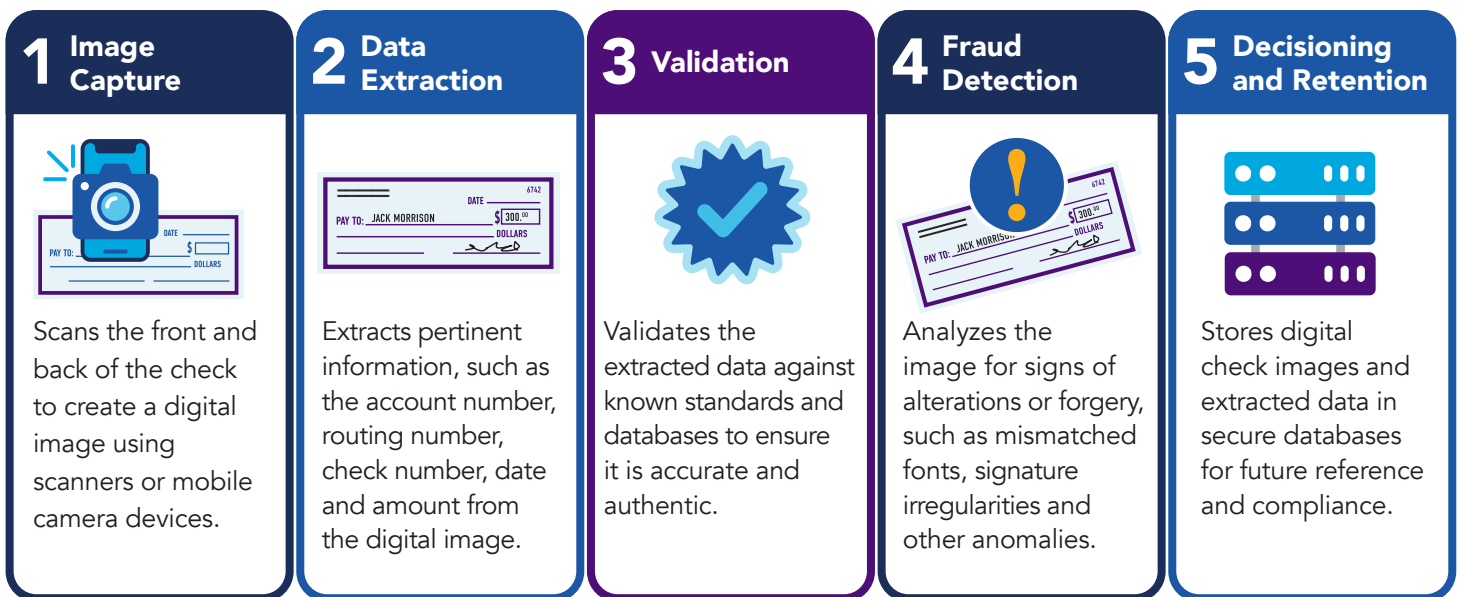 1 Image
Capture
DATE
PAY TO:
$
DOLLARS
Scans the front and
back of the check
to create a digital
image using
scanners or mobile
camera devices.
2 Data
Extraction
6742
DATE
PAY TO: JACK MORRISON $ 300.00
DOLLARS
Extracts pertinent
information, such as
the account number,
routing number,
check number, date
and amount from
the digital image.
3 Validation
Validates the
extracted data against
known standards and
databases to ensure
it is accurate and
authentic.
4 Fraud
Detection
6742
PAY TO: JACK MORRISON $ 300.00
DOLLARS
Analyzes the
image for signs of
alterations or forgery,
such as mismatched
fonts, signature
irregularities and
other anomalies.
5 Decisioning
and Retention
Stores digital
check images and
extracted data in
secure databases
for future reference
and compliance.